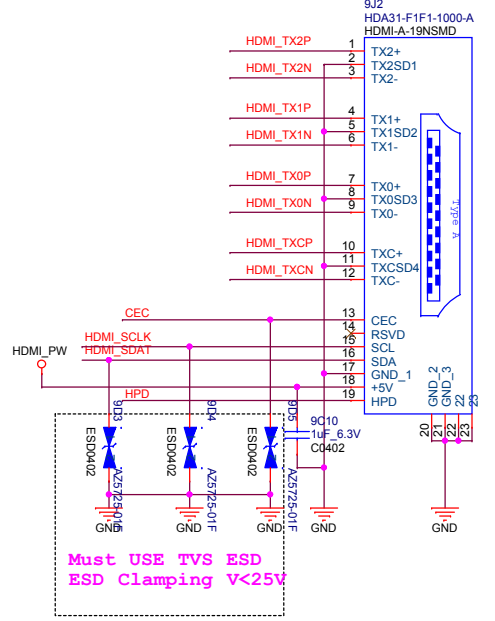 9J2
HDA31-F1F1-1000-A
HDMI-A-19NSMD
HDMI_TX2P 1 TX2+
2 TX2SD1
HDMI_TX2N 3 TX2-
HDMI_TX1P 4 TX1+
5 TX1SD2
HDMI_TX1N 6 TX1-
HDMI_TX0P 7 TX0+
8 TX0SD3
HDMI_TX0N 9 TX0-
HDMI_TXCP 10 TXC+
11 TXCSD4
HDMI_TXCN 12 TXC-
Type A
CEC 13 CEC
14 RSVD
HDMI_SCLK 15 SCL
HDMI_SDAT 16 SDA
17 GND_1
HDMI_PW 18 +5V
HPD 19 HPD
GND_2 GND_3 22 23
20 21 22 23
9D3 9D4 9D5
ESD0402 ESD0402 ESD0402
AZ5725-01F AZ5725-01F AZ5725-01F
9C10
1uF_6.3V
C0402
GND GND GND GND GND
Must USE TVS ESD
ESD Clamping V<25V